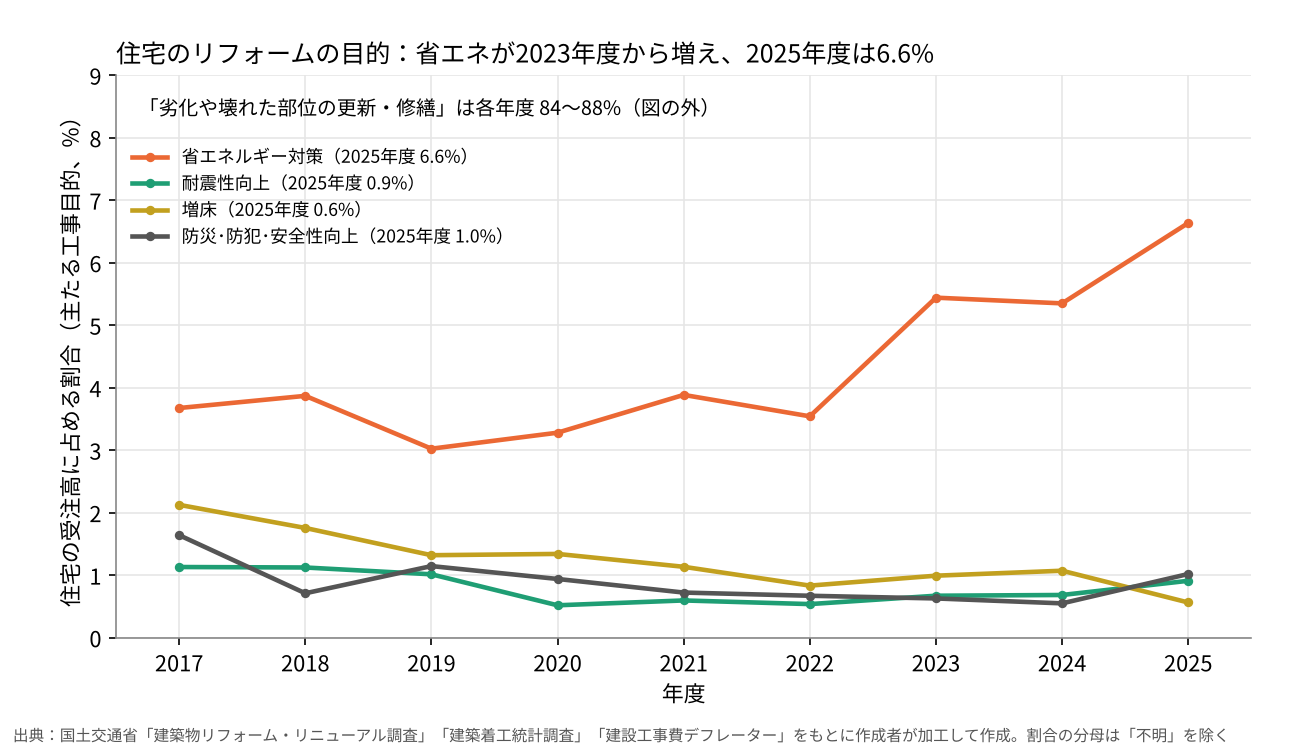 住宅のリフォームの目的：省エネが2023年度から増え、2025年度は6.6%
「劣化や壊れた部位の更新・修繕」は各年度 84〜88%（図の外）
省エネルギー対策（2025年度 6.6%）
耐震性向上（2025年度 0.9%）
増床（2025年度 0.6%）
防災･防犯･安全性向上（2025年度 1.0%）
住宅の受注高に占める割合（主たる工事目的、%）
9
8
7
6
5
4
3
2
1
0
2017 2018 2019 2020 2021 2022 2023 2024 2025
年度
出典：国土交通省「建築物リフォーム・リニューアル調査」「建築着工統計調査」「建設工事費デフレーター」をもとに作成者が加工して作成。割合の分母は「不明」を除く